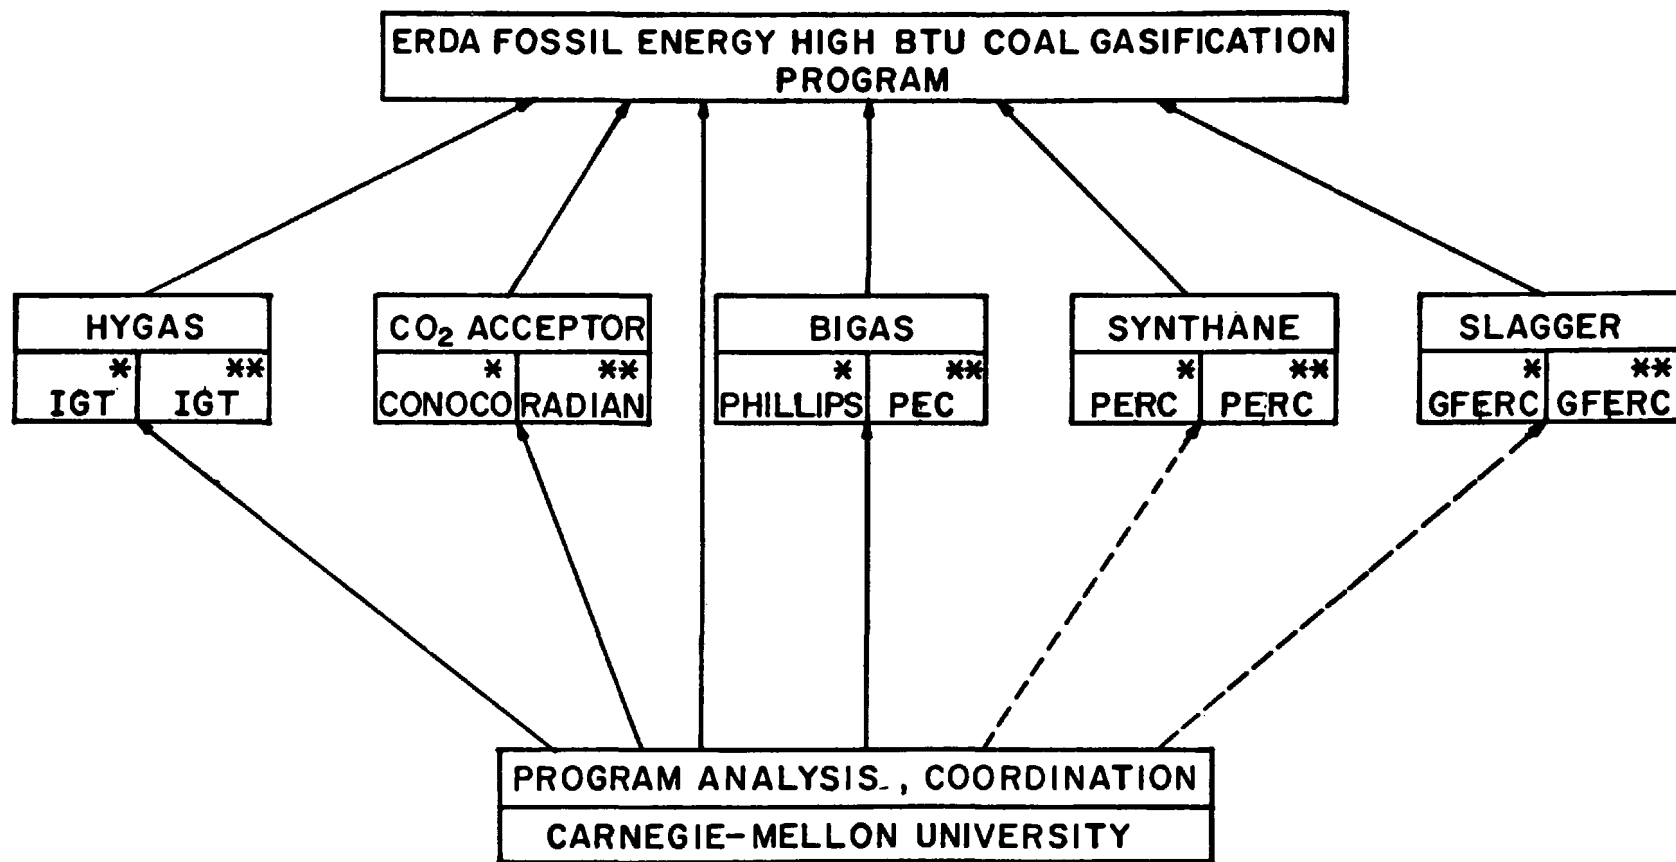 ERDA FOSSIL ENERGY HIGH BTU COAL GASIFICATION
PROGRAM
HYGAS
* **
IGT IGT
CO₂ ACCEPTOR
* **
CONOCO RADIAN
BIGAS
* **
PHILLIPS PEC
SYNTHANE
* **
PERC PERC
SLAGGER
* **
GFERC GFERC
PROGRAM ANALYSIS , COORDINATION
CARNEGIE-MELLON UNIVERSITY